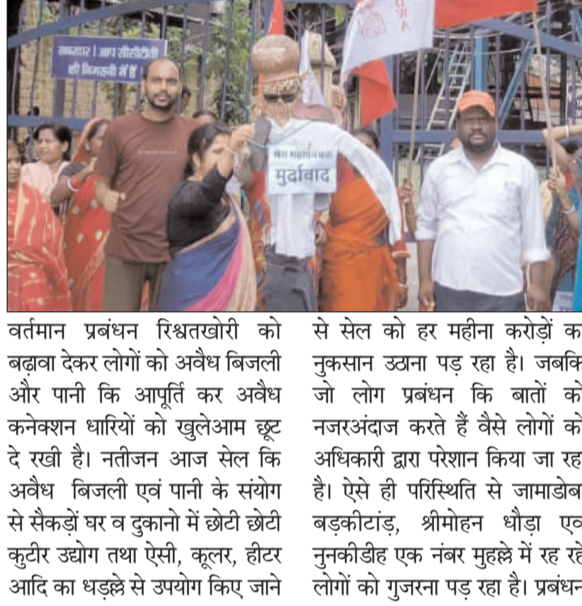 खबरदार ! आप सीसीटीवी
की निगरानी में हैं
मुर्दाबाद
वर्तमान प्रबंधन रिश्वतखोरी को
बढ़ावा देकर लोगों को अवैध बिजली
और पानी कि आपूर्ति कर अवैध
कनेक्शन धारियों को खुलेआम छूट
दे रखी है। नतीजन आज सेल कि
अवैध बिजली एवं पानी के संयोग
से सैकड़ों घर व दुकानो में छोटी छोटी
कुटीर उद्योग तथा ऐसी, कूलर, हीटर
आदि का धड़ल्ले से उपयोग किए जाने
से सेल को हर महीना करोड़ों क
नुकसान उठाना पड़ रहा है। जबकि
जो लोग प्रबंधन कि बातों को
नजरअंदाज करते हैं वैसे लोगों को
अधिकारी द्वारा परेशान किया जा रह
है। ऐसे ही परिस्थिति से जामाडोब
बड़कीटांड़, श्रीमोहन धौड़ा एव
नुनकीडीह एक नंबर मुहल्ले में रह रहे
लोगों को गुजरना पड़ रहा है। प्रबंधन